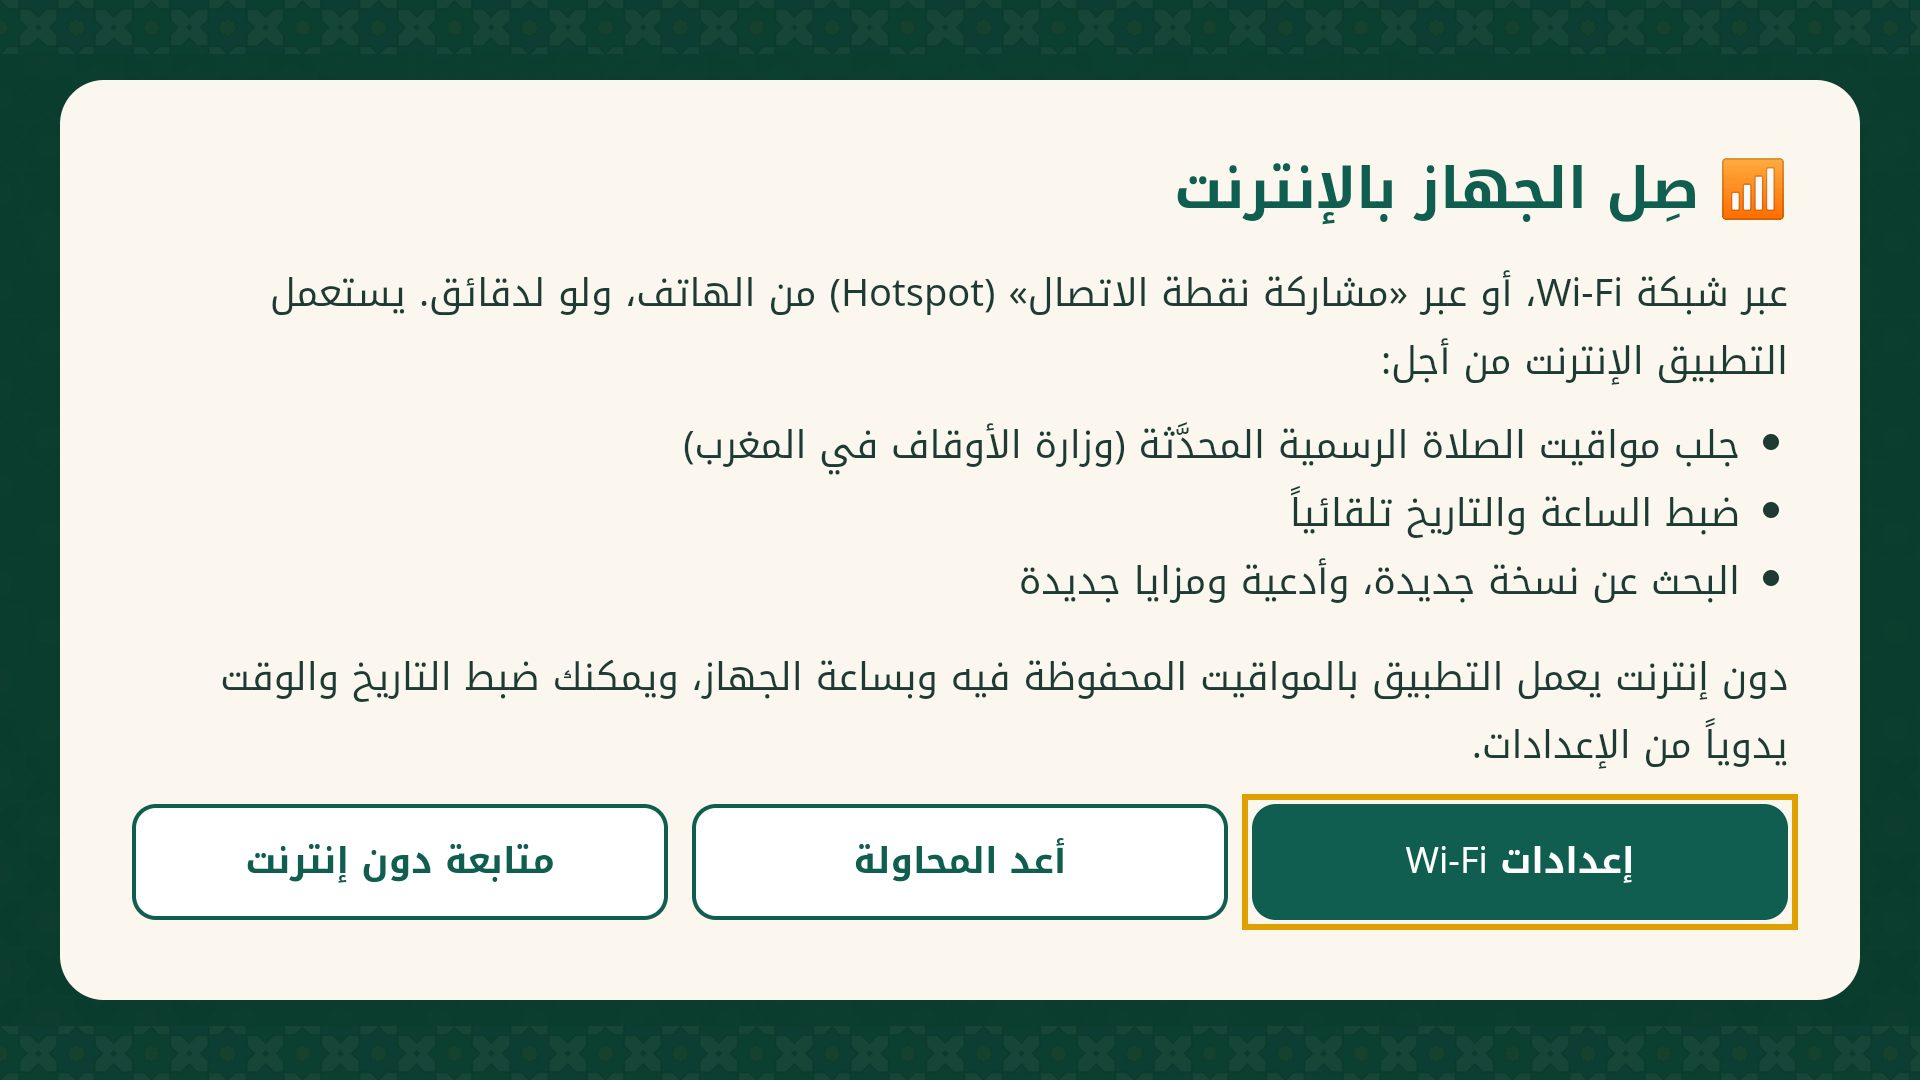 📶 صِل الجهاز بالإنترنت
عبر شبكة Wi-Fi، أو عبر «مشاركة نقطة الاتصال» (Hotspot) من الهاتف، ولو لدقائق. يستعمل
التطبيق الإنترنت من أجل:
• جلب مواقيت الصلاة الرسمية المحدَّثة (وزارة الأوقاف في المغرب)
• ضبط الساعة والتاريخ تلقائياً
• البحث عن نسخة جديدة، وأدعية ومزايا جديدة
دون إنترنت يعمل التطبيق بالمواقيت المحفوظة فيه وبساعة الجهاز، ويمكنك ضبط التاريخ والوقت
يدوياً من الإعدادات.
إعدادات Wi-Fi
أعد المحاولة
متابعة دون إنترنت